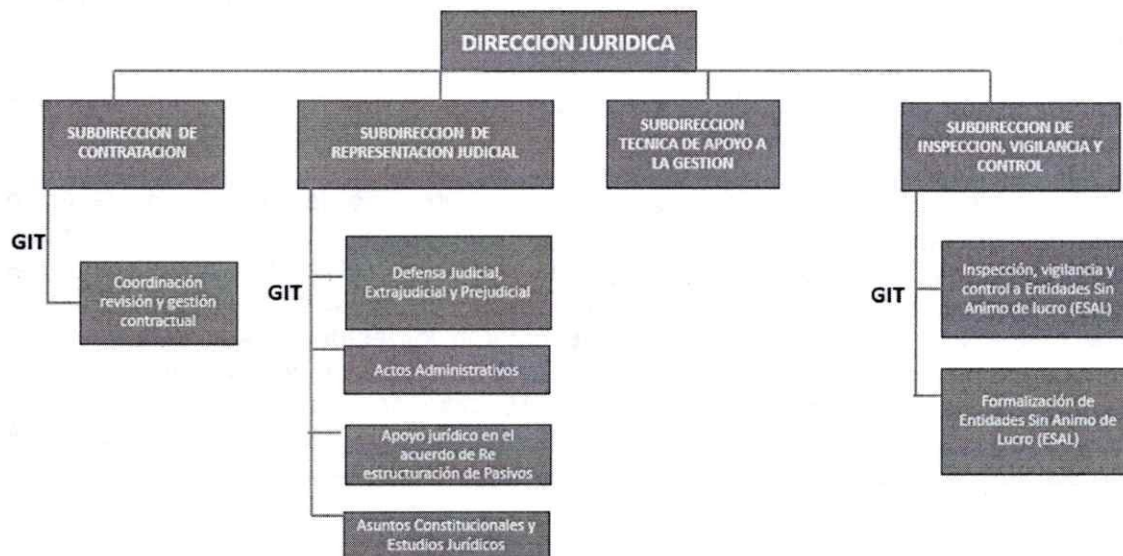 DIRECCION JURIDICA
SUBDIRECCION DE
CONTRATACION
SUBDIRECCION DE
REPRESENTACION JUDICIAL
SUBDIRECCION
TECNICA DE APOYO A
LA GESTION
SUBDIRECCION DE
INSPECCION, VIGILANCIA Y
CONTROL
GIT
Coordinación
revisión y gestión
contractual
GIT
Defensa Judicial,
Extrajudicial y Prejudicial
Actos Administrativos
Apoyo jurídico en el
acuerdo de Re
estructuración de Pasivos
Asuntos Constitucionales y
Estudios Jurídicos
GIT
Inspección, vigilancia y
control a Entidades Sin
Animo de lucro (ESAL)
Formalización de
Entidades Sin Animo de
Lucro (ESAL)